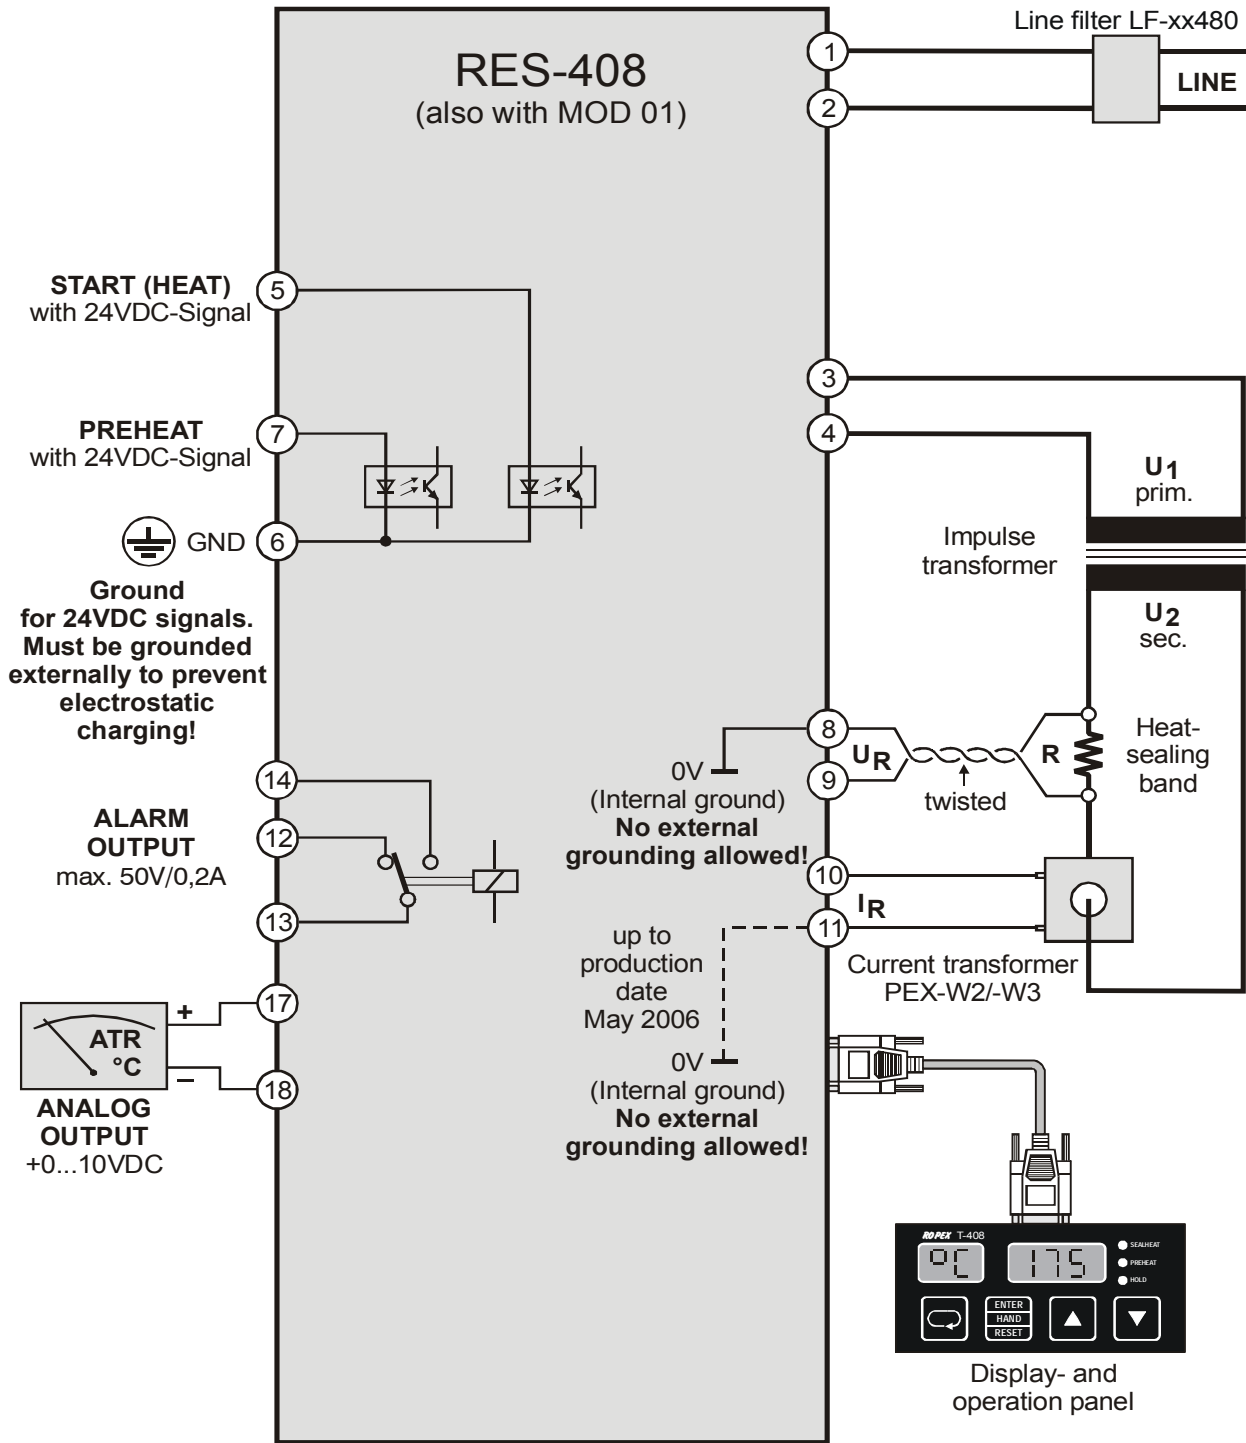 Line filter LF-xx480
RES-408
(also with MOD 01)
1
LINE
2
START (HEAT)
with 24VDC-Signal
5
3
PREHEAT
with 24VDC-Signal
7
4
U1
prim.
GND
6
Impulse
transformer
Ground
for 24VDC signals.
Must be grounded
externally to prevent
electrostatic
charging!
U2
sec.
8
UR
9
twisted
R
Heat-
sealing
band
0V
(Internal ground)
No external
grounding allowed!
14
ALARM
OUTPUT
max. 50V/0,2A
12
13
10
IR
11
up to
production
date
May 2006
Current transformer
PEX-W2/-W3
0V
(Internal ground)
No external
grounding allowed!
ATR
°C
+
–
17
18
ANALOG
OUTPUT
+0...10VDC
ROPEX T-408
°C
175
SEALHEAT
PREHEAT
HOLD
ENTER
HAND
RESET
Display- and
operation panel